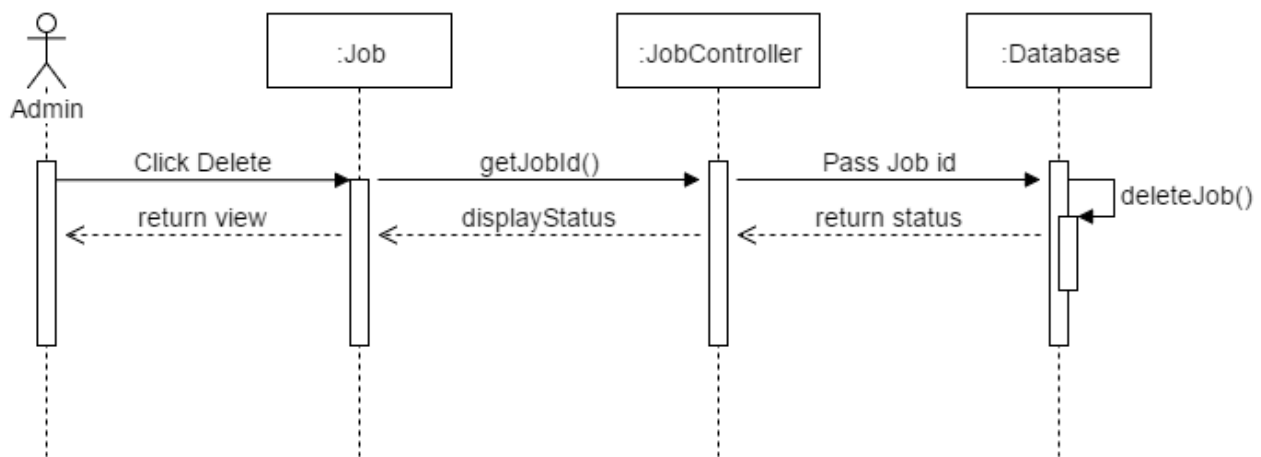 :Job
:JobController
:Database
Admin
Click Delete
getJobId()
Pass Job id
deleteJob()
return view
displayStatus
return status